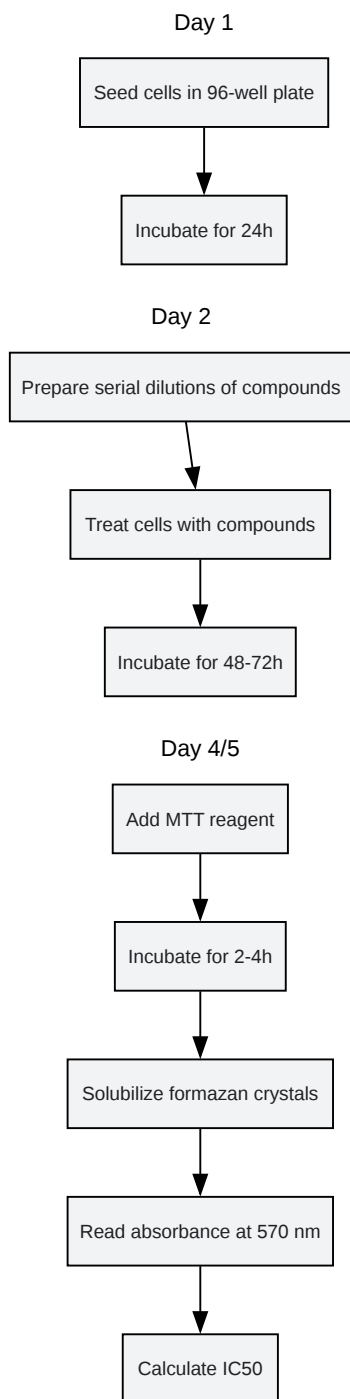 Day 1
Seed cells in 96-well plate
Incubate for 24h
Day 2
Prepare serial dilutions of compounds
Treat cells with compounds
Incubate for 48-72h
Day 4/5
Add MTT reagent
Incubate for 2-4h
Solubilize formazan crystals
Read absorbance at 570 nm
Calculate IC50